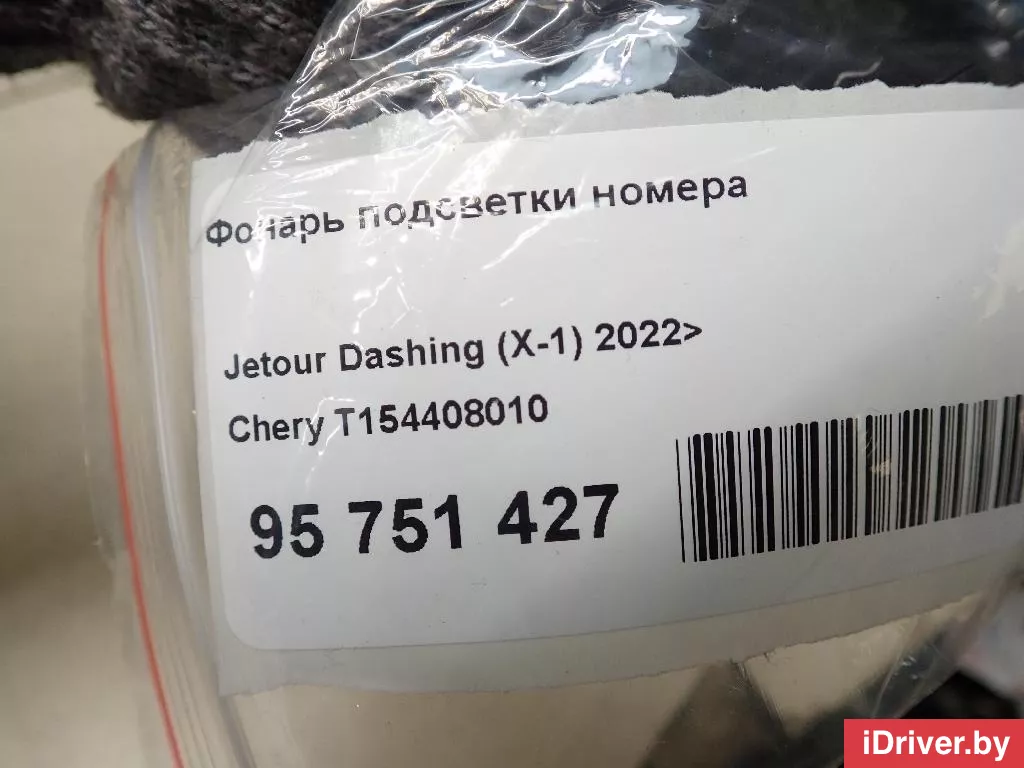 Фонарь подсветки номера
Jetour Dashing (X-1) 2022>
Chery T154408010
95 751 427
iDriver.by